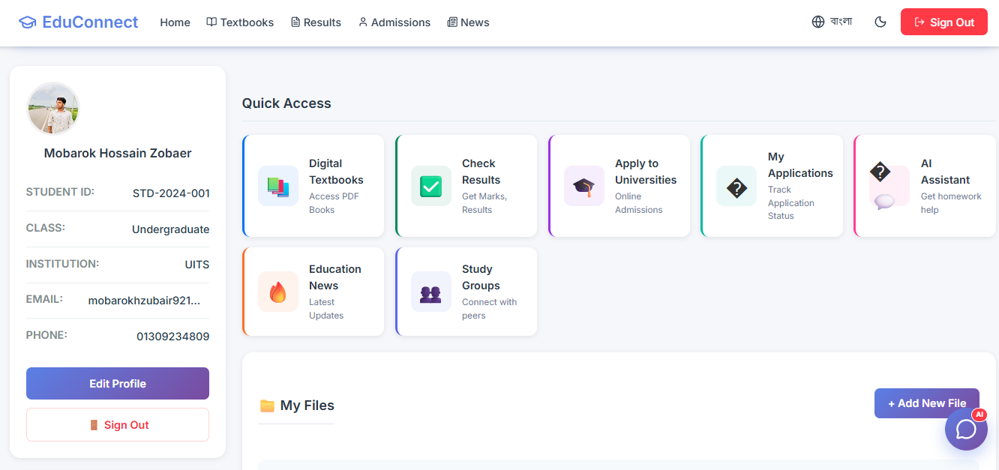 EduConnect
Home
Textbooks
Results
Admissions
News
বাংলা
Sign Out
Mobarok Hossain Zobaer
STUDENT ID: STD-2024-001
CLASS: Undergraduate
INSTITUTION: UITS
EMAIL: mobarokhzubair921...
PHONE: 01309234809
Edit Profile
Sign Out
Quick Access
Digital
Textbooks
Access PDF
Books
Check
Results
Get Marks,
Results
Apply to
Universities
Online
Admissions
�
My
Applications
Track
Application
Status
�
AI
Assistant
Get homework
help
Education
News
Latest
Updates
Study
Groups
Connect with
peers
My Files
+ Add New File
AI